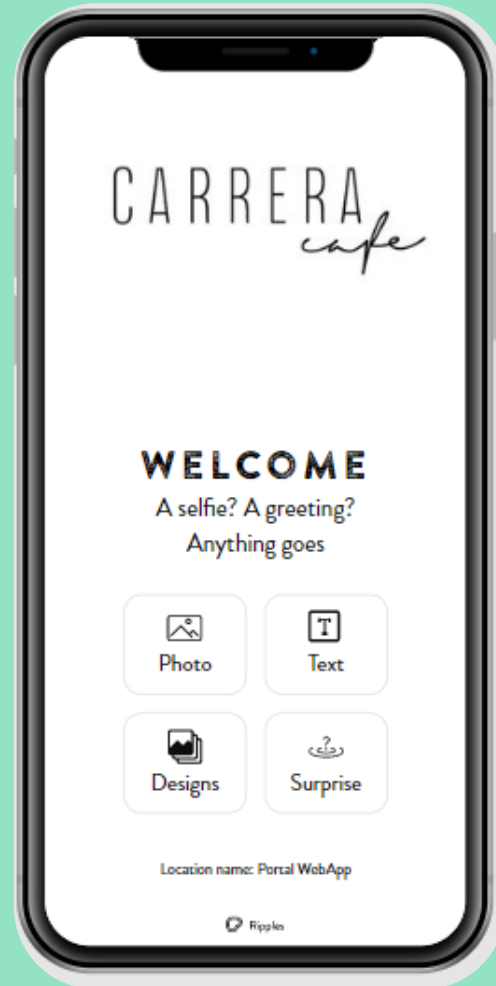 CARRERA
cafe
WELCOME
A selfie? A greeting?
Anything goes
Photo
Text
Designs
Surprise
Location name: Portal WebApp
Ripples